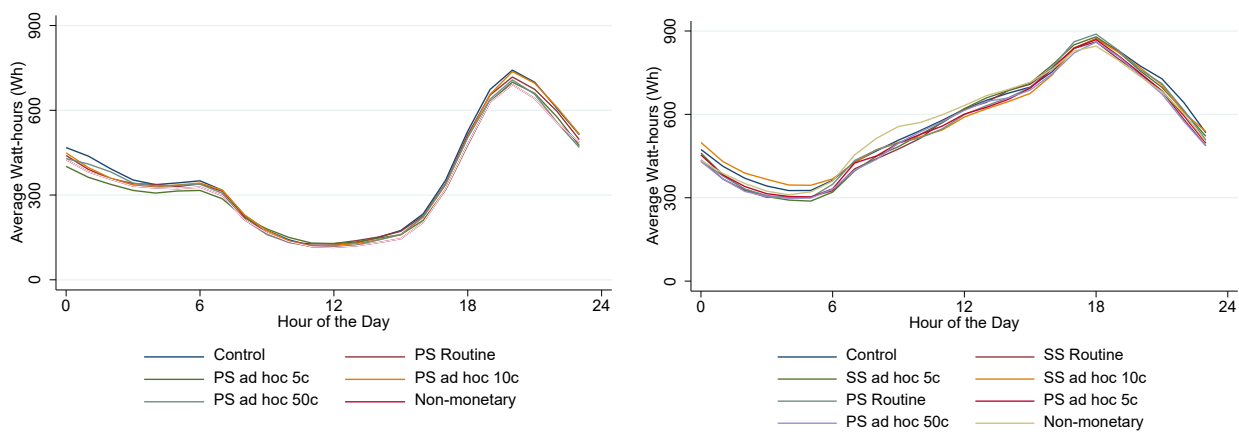 Average Watt-hours (Wh)
900
600
300
0
0 6 12 18 24
Hour of the Day
Control PS Routine
PS ad hoc 5c PS ad hoc 10c
PS ad hoc 50c Non-monetary
Average Watt-hours (Wh)
900
600
300
0
0 6 12 18 24
Hour of the Day
Control SS Routine
SS ad hoc 5c SS ad hoc 10c
PS Routine PS ad hoc 5c
PS ad hoc 50c Non-monetary